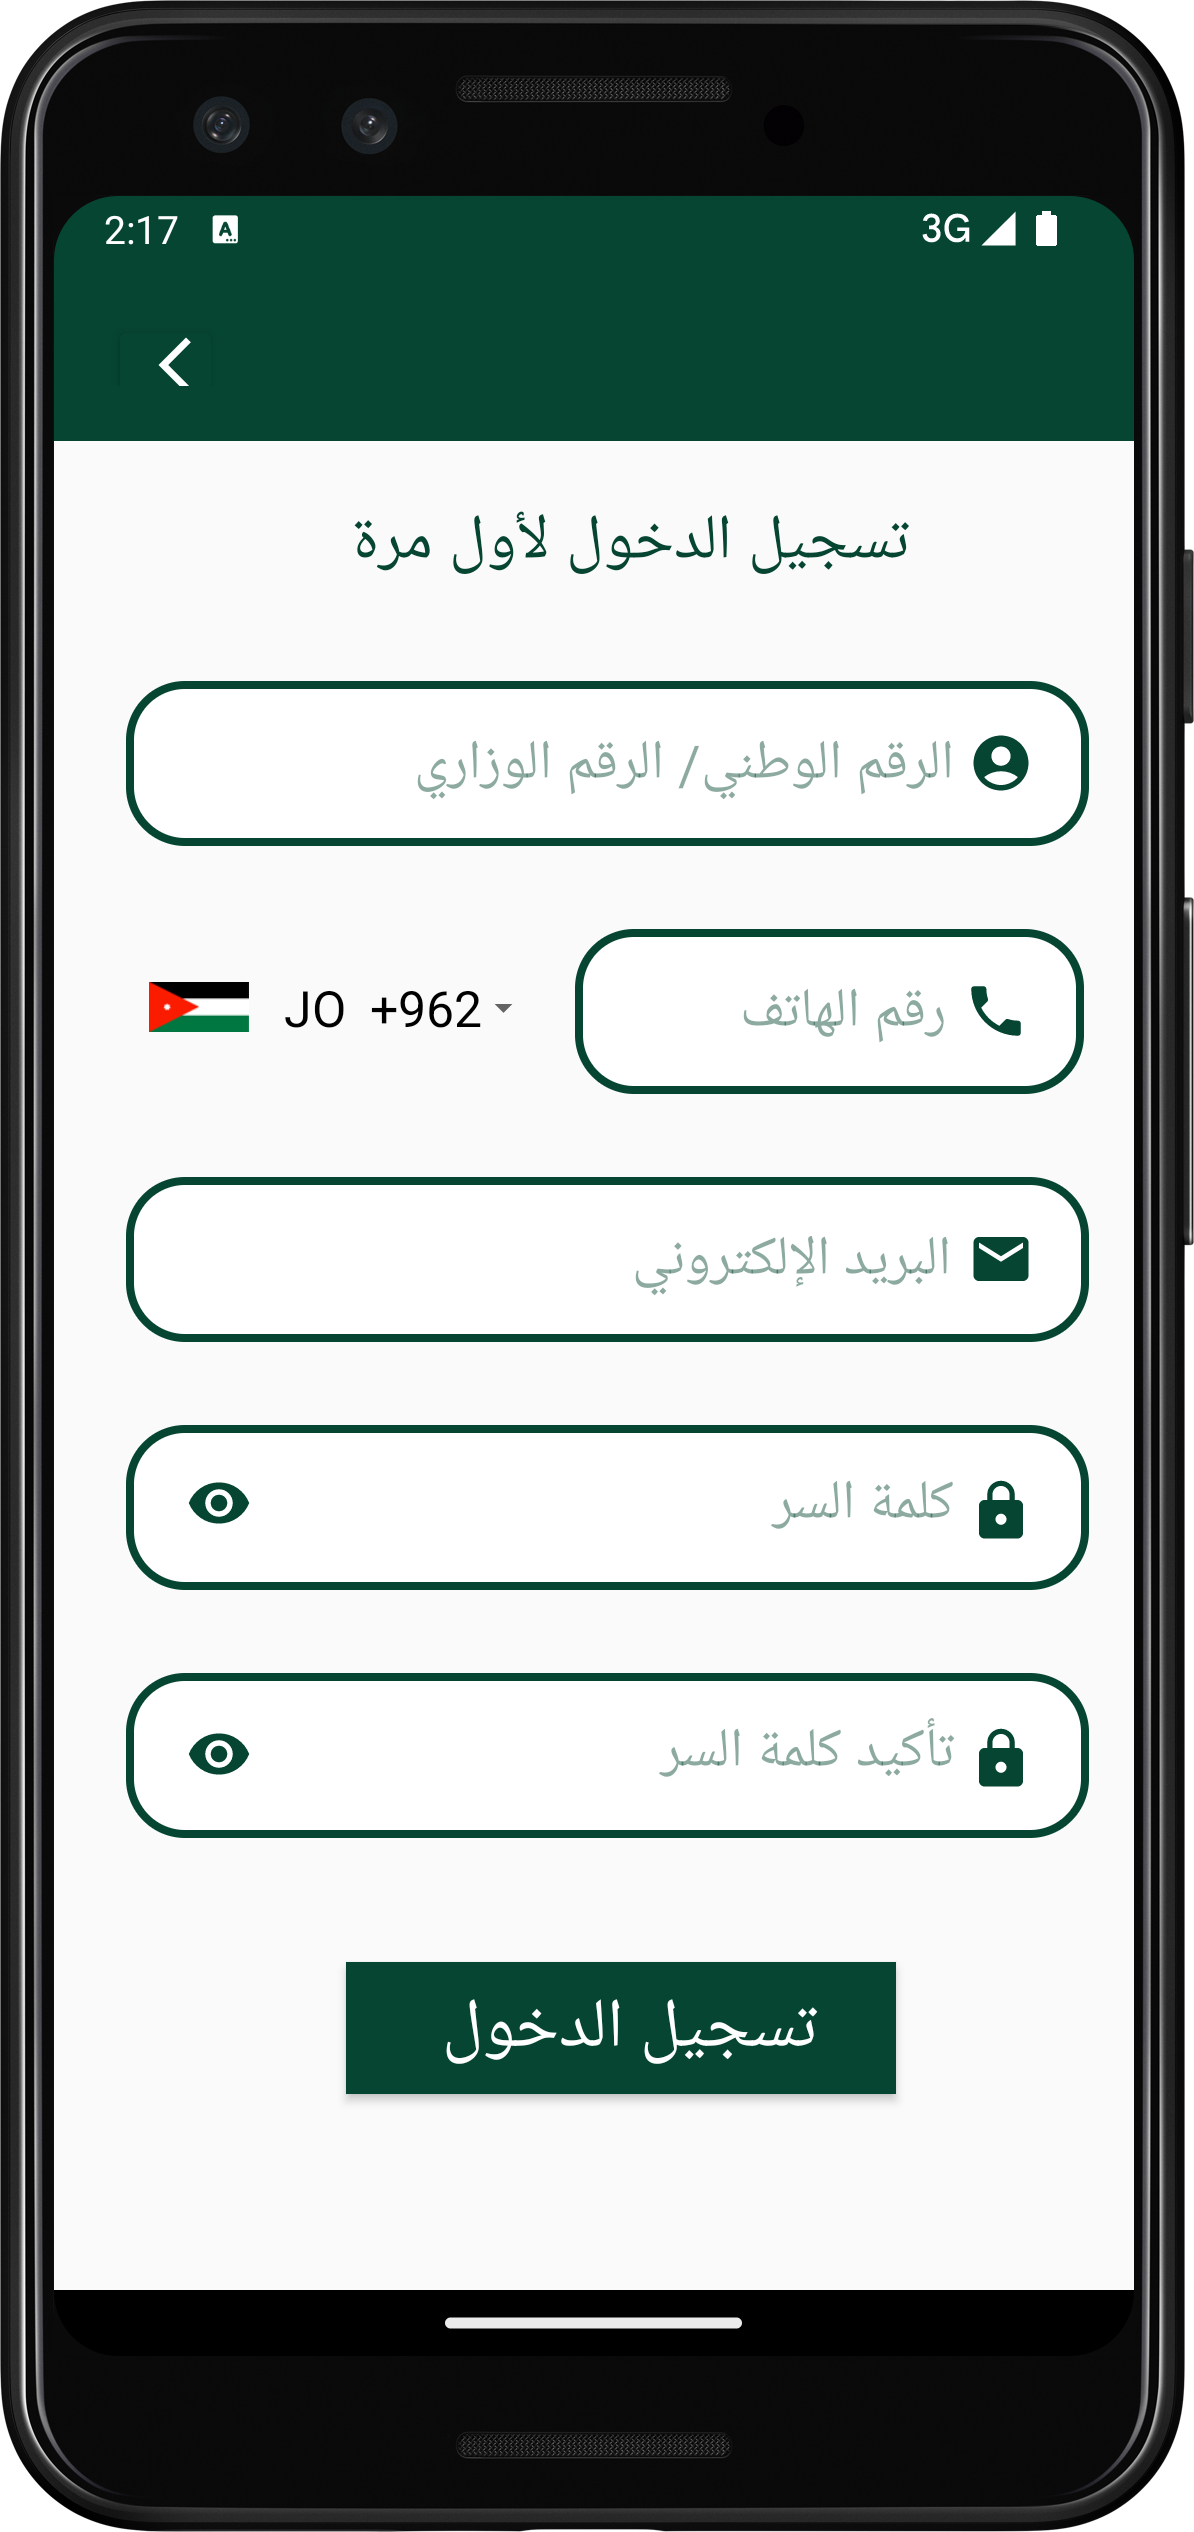 2:17 A 3G
تسجيل الدخول لأول مرة
الرقم الوطني/ الرقم الوزاري
رقم الهاتف
JO +962
البريد الإلكتروني
كلمة السر
تأكيد كلمة السر
تسجيل الدخول